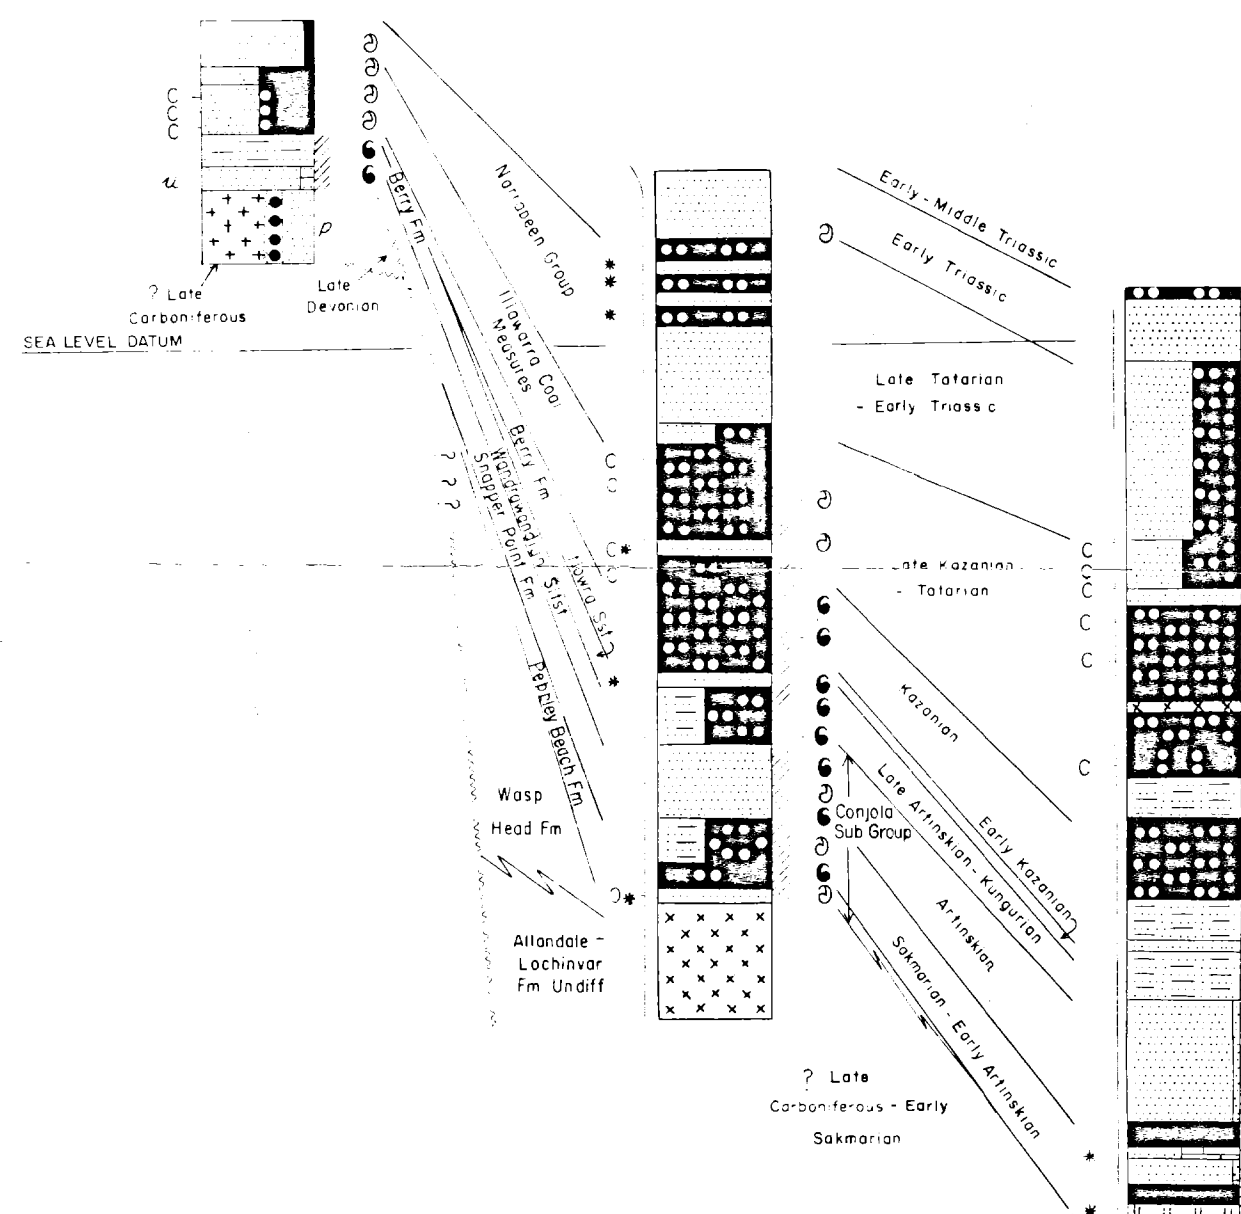 C
C
C
u
p
? Late
Carboniferous
Late
Devonian
SEA LEVEL DATUM
Berry Fm
Narrabeen Group
Illawarra Coal
Measures
Berry Fm
Nowra Sst
Wandrawandian Sltst
Snapper Point Fm
Pebbley Beach Fm
?
?
?
Wasp
Head Fm
Allandale -
Lochinvar
Fm Undiff
C
C
C *
C
C *
Early - Middle Triassic
Early Triassic
Late Tatarian
- Early Triassic
Late Kazanian
- Tatarian
Kazanian
Early Kazanian?
Late Artinskian - Kungurian
Conjola
Sub Group
Artinskian
Sakmarian - Early Artinskian
? Late
Carboniferous - Early
Sakmarian
C
C
C
C
C
C